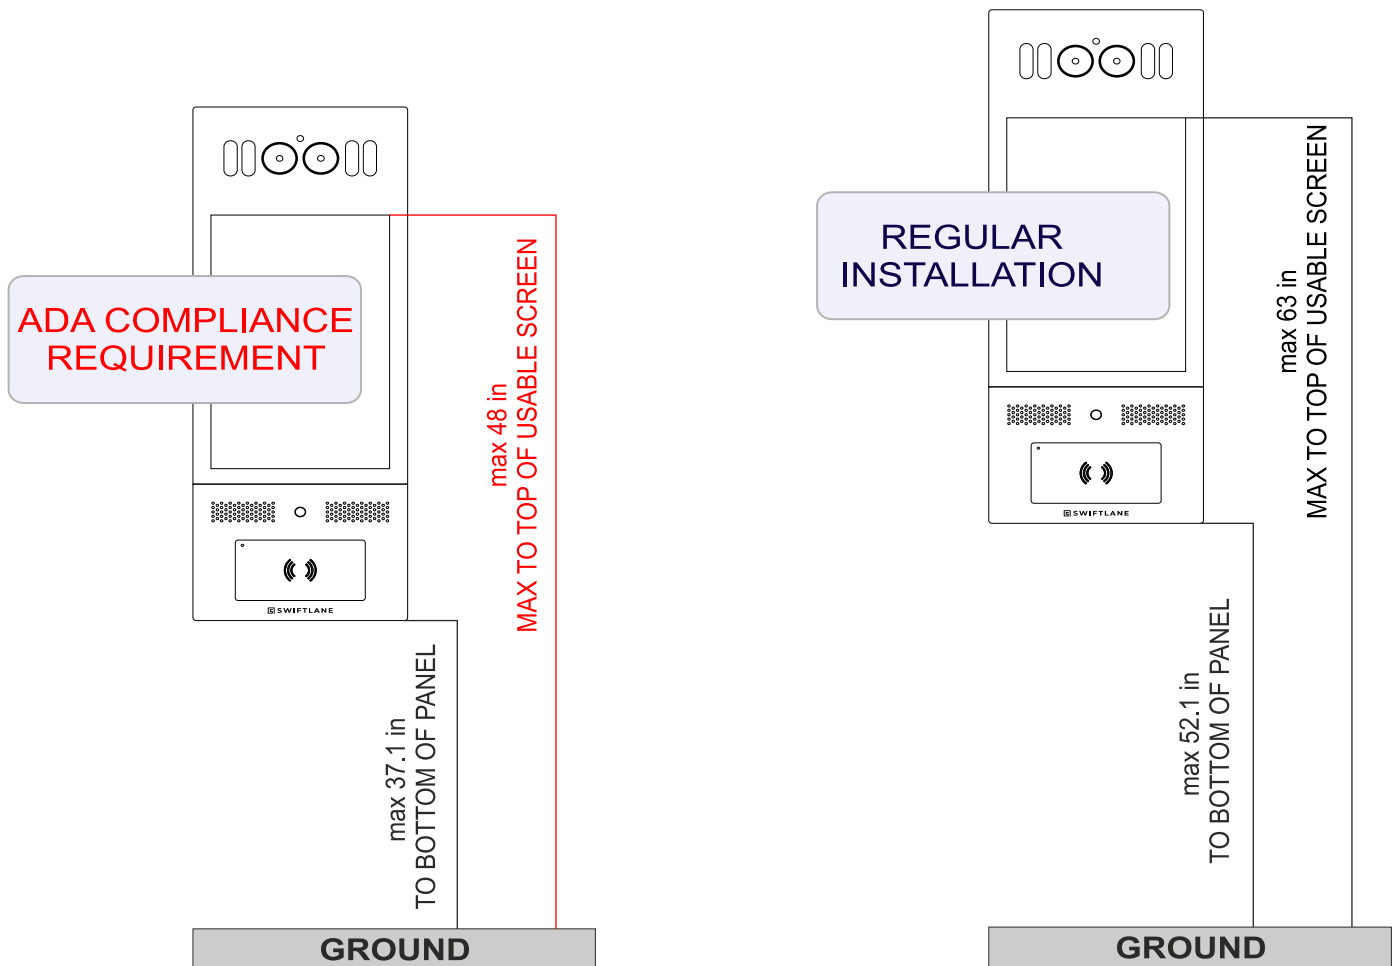 ADA COMPLIANCE
REQUIREMENT
max 48 in
MAX TO TOP OF USABLE SCREEN
SWIFTLANE
max 37.1 in
TO BOTTOM OF PANEL
GROUND
REGULAR
INSTALLATION
max 63 in
MAX TO TOP OF USABLE SCREEN
SWIFTLANE
max 52.1 in
TO BOTTOM OF PANEL
GROUND